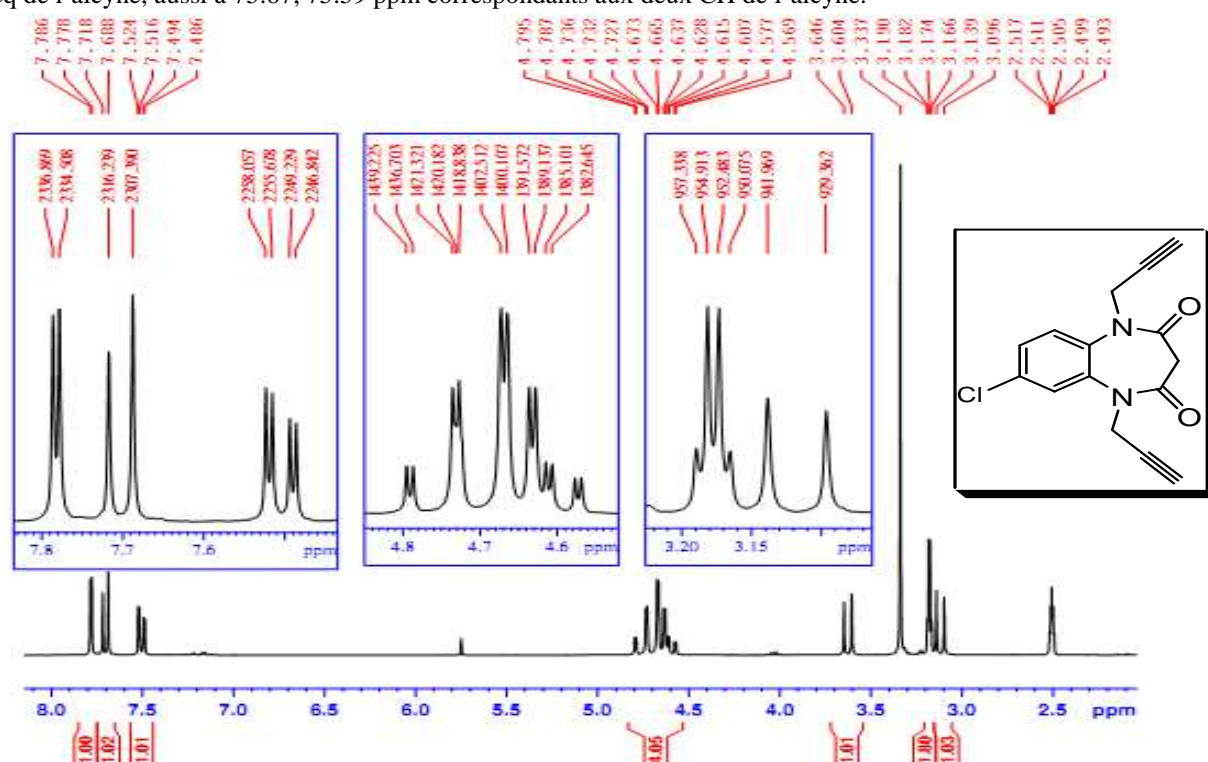 de l'alcyne, aussi à ppm correspondants aux deux CH de l'alcyne.
7.786 7.778 7.718 7.688 7.524 7.516 7.494 7.486 4.795 4.787 4.736 4.732 4.727 4.673 4.665 4.637 4.628 4.615 4.607 4.577 4.569 3.646 3.604 3.337 3.190 3.182 3.174 3.166 3.139 3.096 2.517 2.511 2.505 2.499 2.493
2336.869 2334.508 2316.239 2307.390 2258.057 2255.678 2249.229 2246.842
7.8 7.7 7.6 ppm
1439.225 1436.703 1421.321 1420.182 1418.838 1402.512 1400.107 1391.572 1389.137 1385.101 1382.645
4.8 4.7 4.6 ppm
957.338 954.913 952.483 950.075 941.969 929.362
3.20 3.15 ppm
N O
Cl N O
8.0 7.5 7.0 6.5 6.0 5.5 5.0 4.5 4.0 3.5 3.0 2.5 ppm
1.00 1.02 1.01 4.05 1.01 1.80 1.03